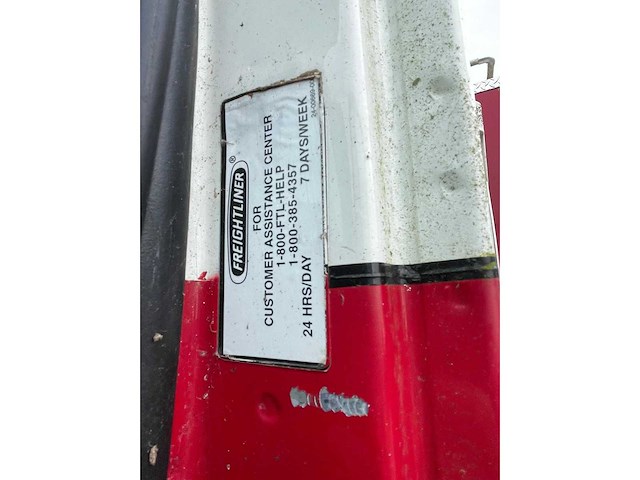 FREIGHTLINER®
FOR
CUSTOMER ASSISTANCE CENTER
1-800-FTL-HELP
1-800-385-4357
24 HRS/DAY 7 DAYS/WEEK